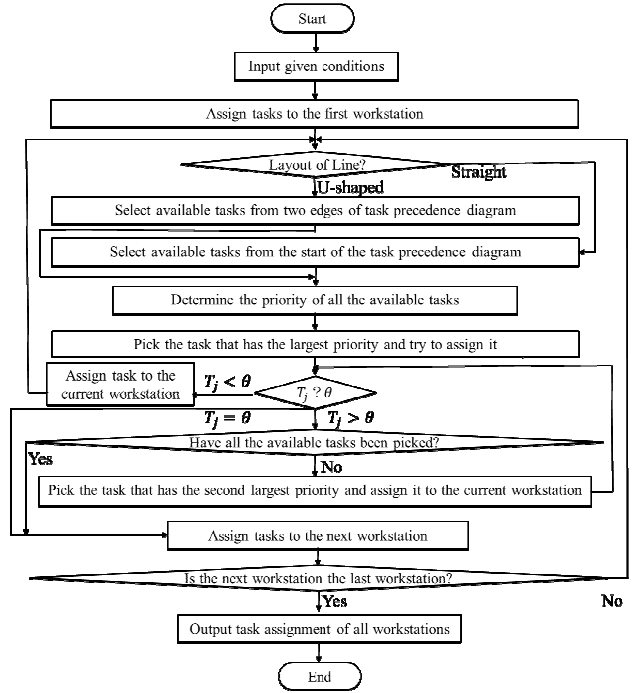 Start
Input given conditions
Assign tasks to the first workstation
Layout of Line?
Straight
U-shaped
Select available tasks from two edges of task precedence diagram
Select available tasks from the start of the task precedence diagram
Determine the priority of all the available tasks
Pick the task that has the largest priority and try to assign it
Assign task to the
current workstation
T_j < θ
T_j ? θ
T_j = θ
T_j > θ
Have all the available tasks been picked?
Yes
No
Pick the task that has the second largest priority and assign it to the current workstation
Assign tasks to the next workstation
Is the next workstation the last workstation?
Yes
No
Output task assignment of all workstations
End